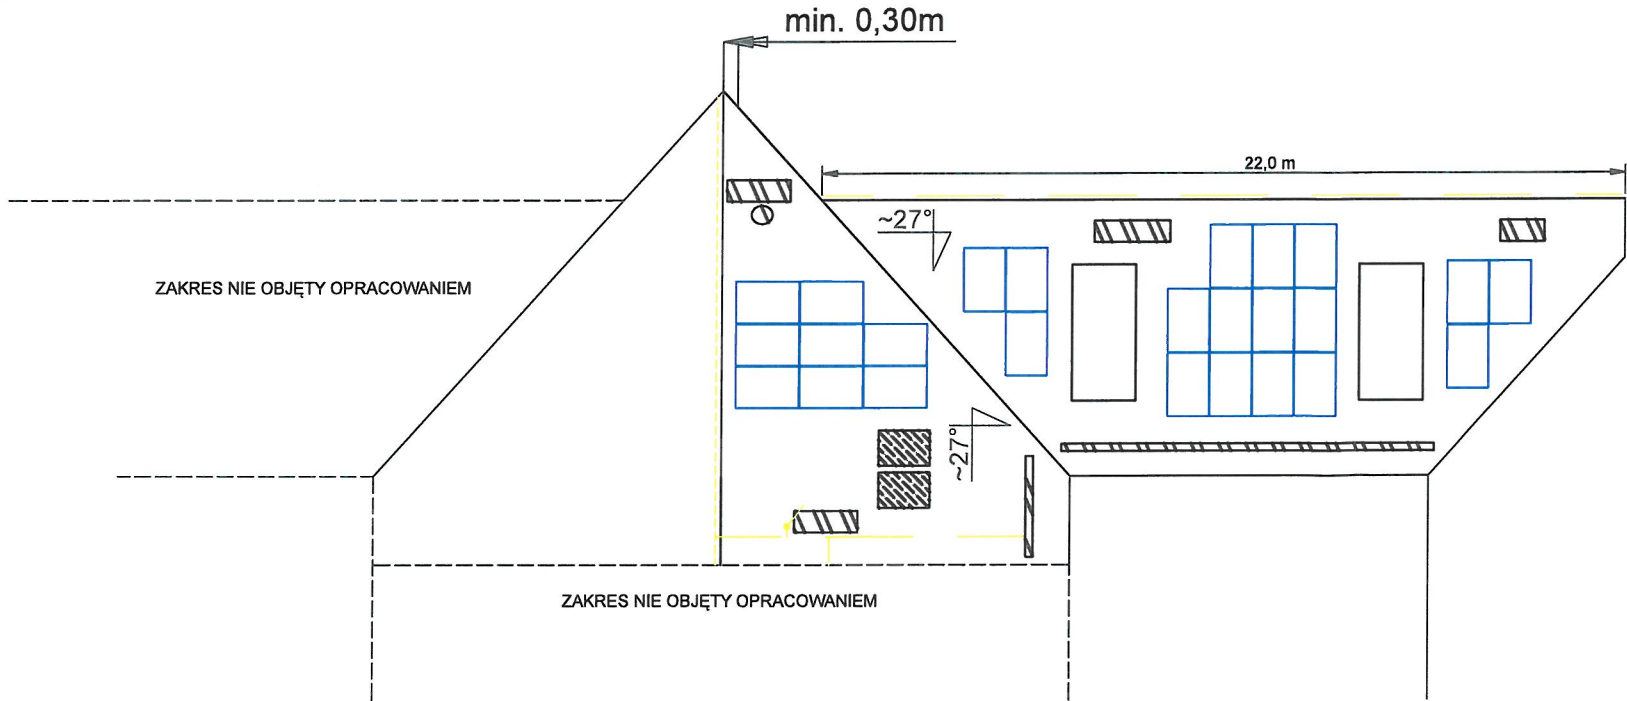 min. 0,30m
22,0 m
~27°
ZAKRES NIE OBJĘTY OPRACOWANIEM
~27°
ZAKRES NIE OBJĘTY OPRACOWANIEM